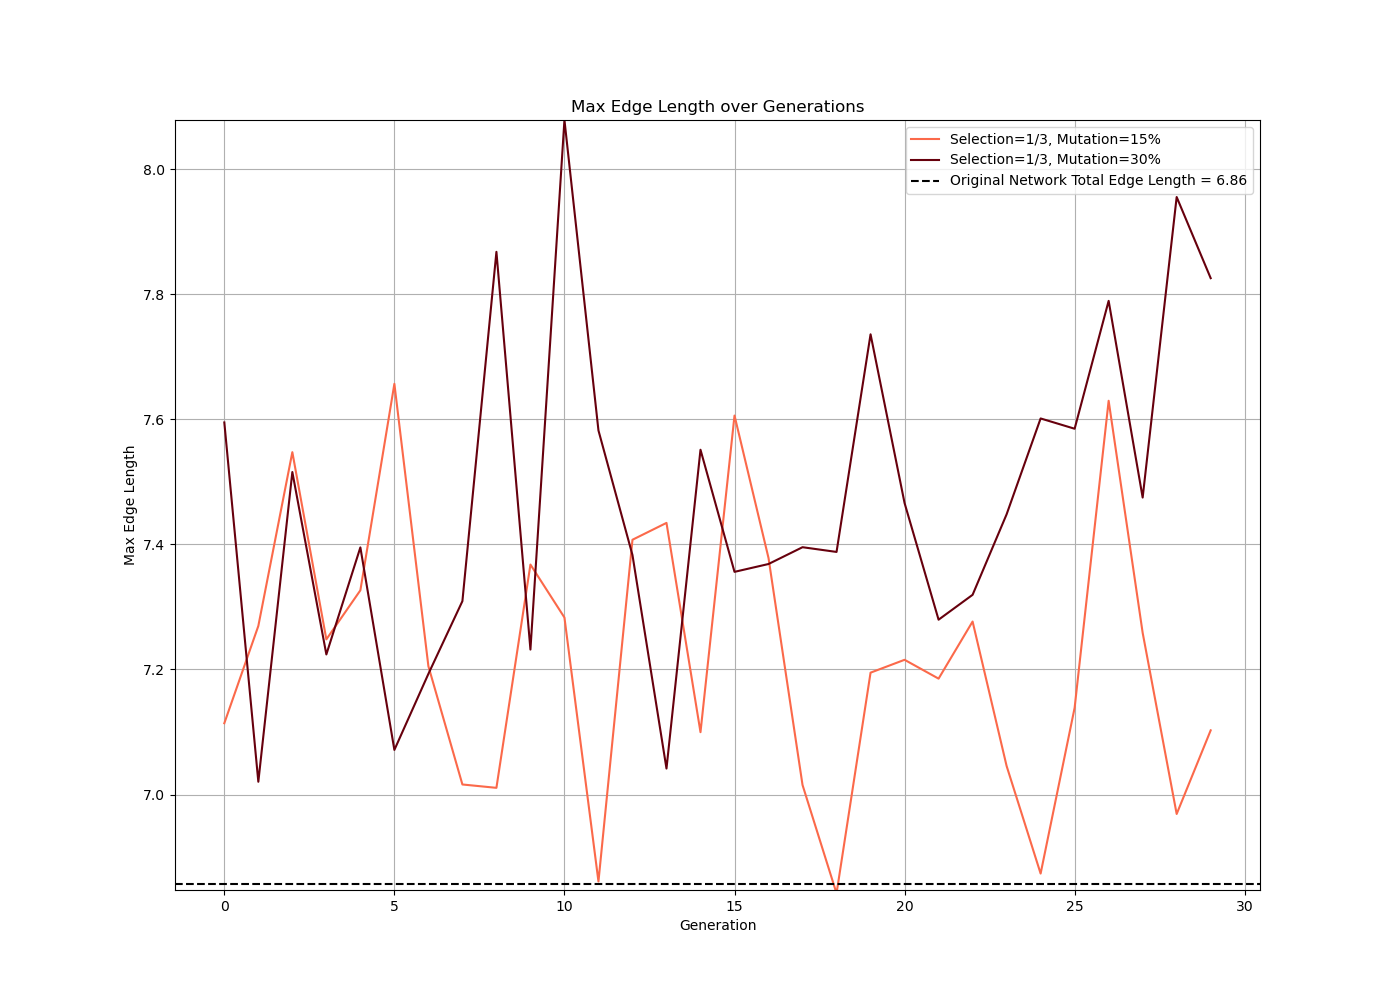 Max Edge Length over Generations
Selection=1/3, Mutation=15%
Selection=1/3, Mutation=30%
Original Network Total Edge Length = 6.86
8.0
7.8
7.6
7.4
7.2
7.0
Max Edge Length
0 5 10 15 20 25 30
Generation